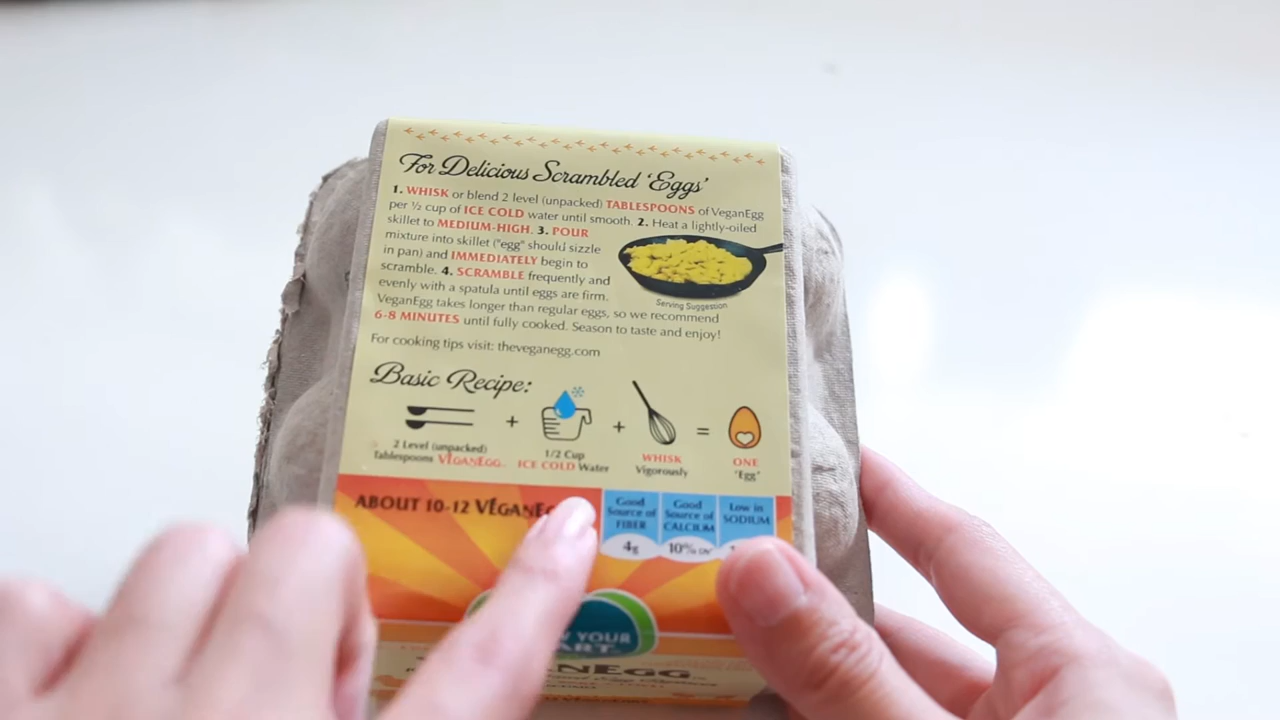 For Delicious Scrambled 'Eggs'
1. WHISK or blend 2 level (unpacked) TABLESPOONS of VeganEgg
per ½ cup of ICE COLD water until smooth. 2. Heat a lightly-oiled
skillet to MEDIUM-HIGH. 3. POUR
mixture into skillet ("egg" should sizzle
in pan) and IMMEDIATELY begin to
scramble. 4. SCRAMBLE frequently and
evenly with a spatula until eggs are firm.
Serving Suggestion
VeganEgg takes longer than regular eggs, so we recommend
6-8 MINUTES until fully cooked. Season to taste and enjoy!
For cooking tips visit: theveganegg.com
Basic Recipe:
+ + =
2 Level (unpacked)
Tablespoons VEGANEGG
1/2 Cup
ICE COLD Water
WHISK
Vigorously
ONE
'Egg'
ABOUT 10-12 VEGANEG
Good
Source of
FIBER
4g
Good
Source of
CALCIUM
10% DV
Low in
SODIUM
YOUR